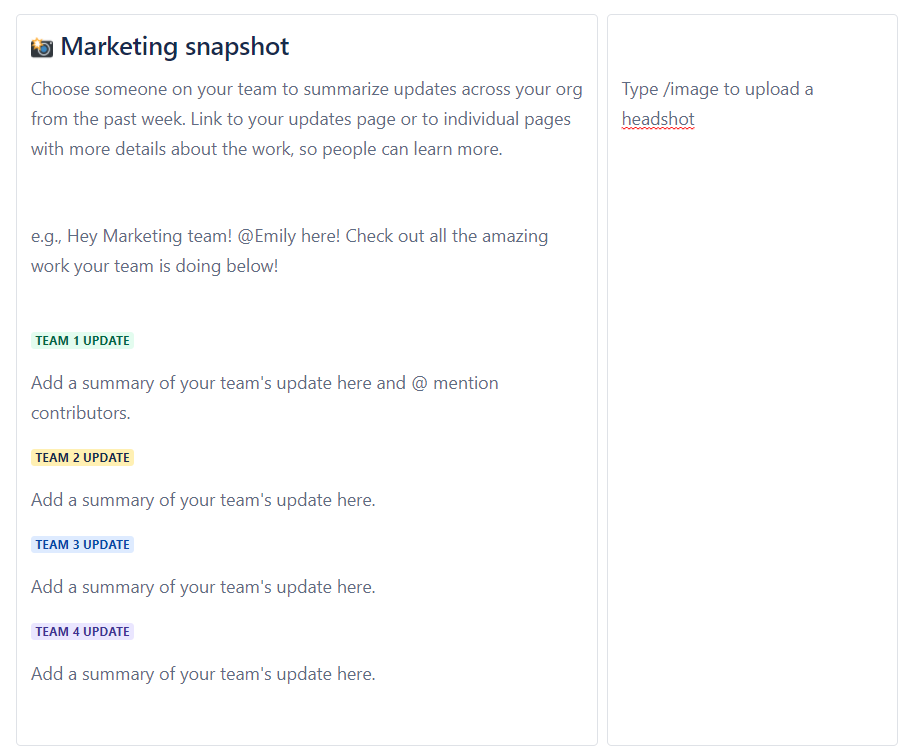 Marketing snapshot
Choose someone on your team to summarize updates across your org
from the past week. Link to your updates page or to individual pages
with more details about the work, so people can learn more.
e.g., Hey Marketing team! @Emily here! Check out all the amazing
work your team is doing below!
TEAM 1 UPDATE
Add a summary of your team's update here and @ mention
contributors.
TEAM 2 UPDATE
Add a summary of your team's update here.
TEAM 3 UPDATE
Add a summary of your team's update here.
TEAM 4 UPDATE
Add a summary of your team's update here.
Type /image to upload a
headshot